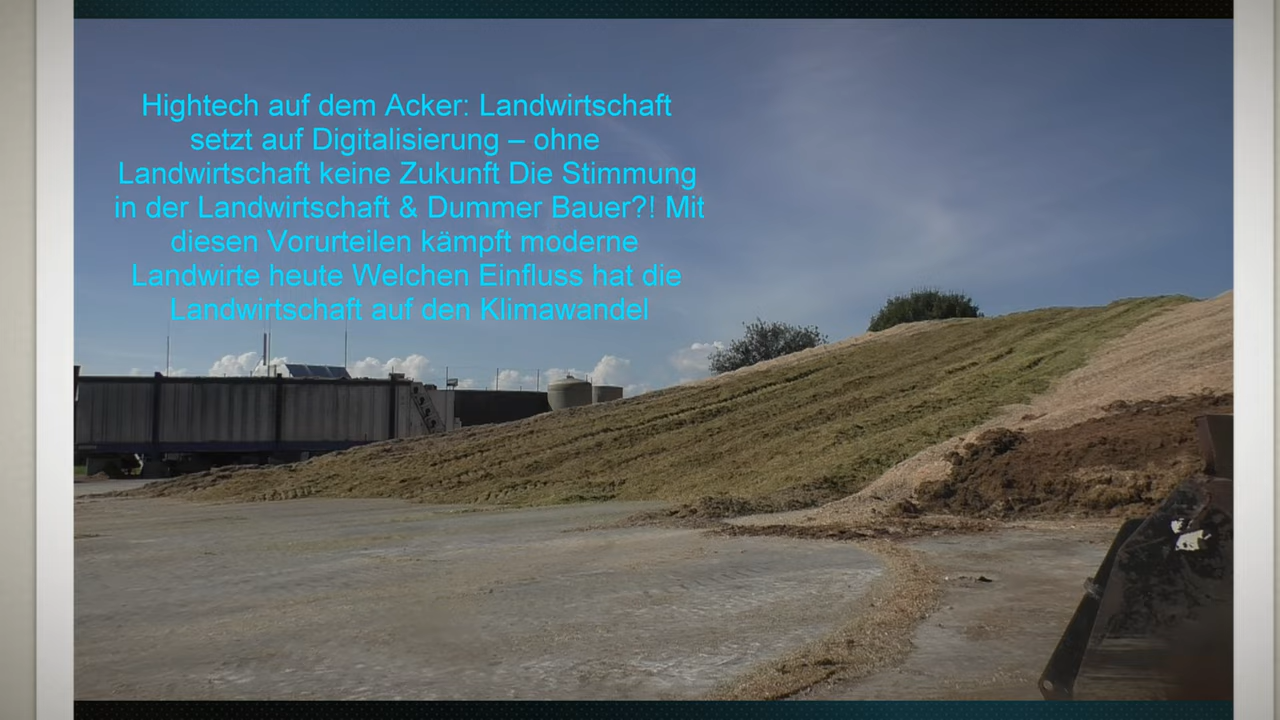 Hightech auf dem Acker: Landwirtschaft
setzt auf Digitalisierung – ohne
Landwirtschaft keine Zukunft Die Stimmung
in der Landwirtschaft & Dummer Bauer?! Mit
diesen Vorurteilen kämpft moderne
Landwirte heute Welchen Einfluss hat die
Landwirtschaft auf den Klimawandel